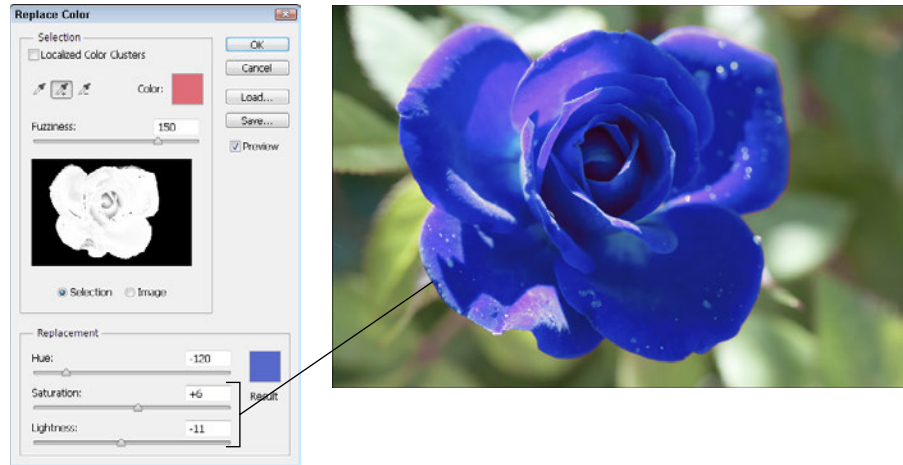 Replace Color
Selection
Localized Color Clusters
Color:
Fuzziness: 150
Selection Image
OK
Cancel
Load...
Save...
Preview
Replacement
Hue: -120
Saturation: +6
Result
Lightness: -11